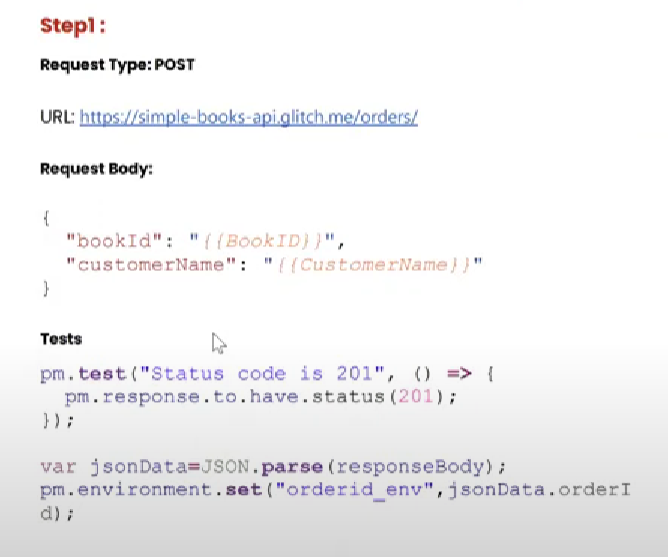 Step1:
Request Type: POST
URL: https://simple-books-api.glitch.me/orders/
Request Body:
{
"bookId": "{{BookID}}",
"customerName": "{{CustomerName}}"
}
Tests
pm.test("Status code is 201", () => {
pm.response.to.have.status(201);
});
var jsonData=JSON.parse(responseBody);
pm.environment.set("orderid_env",jsonData.orderI
d);